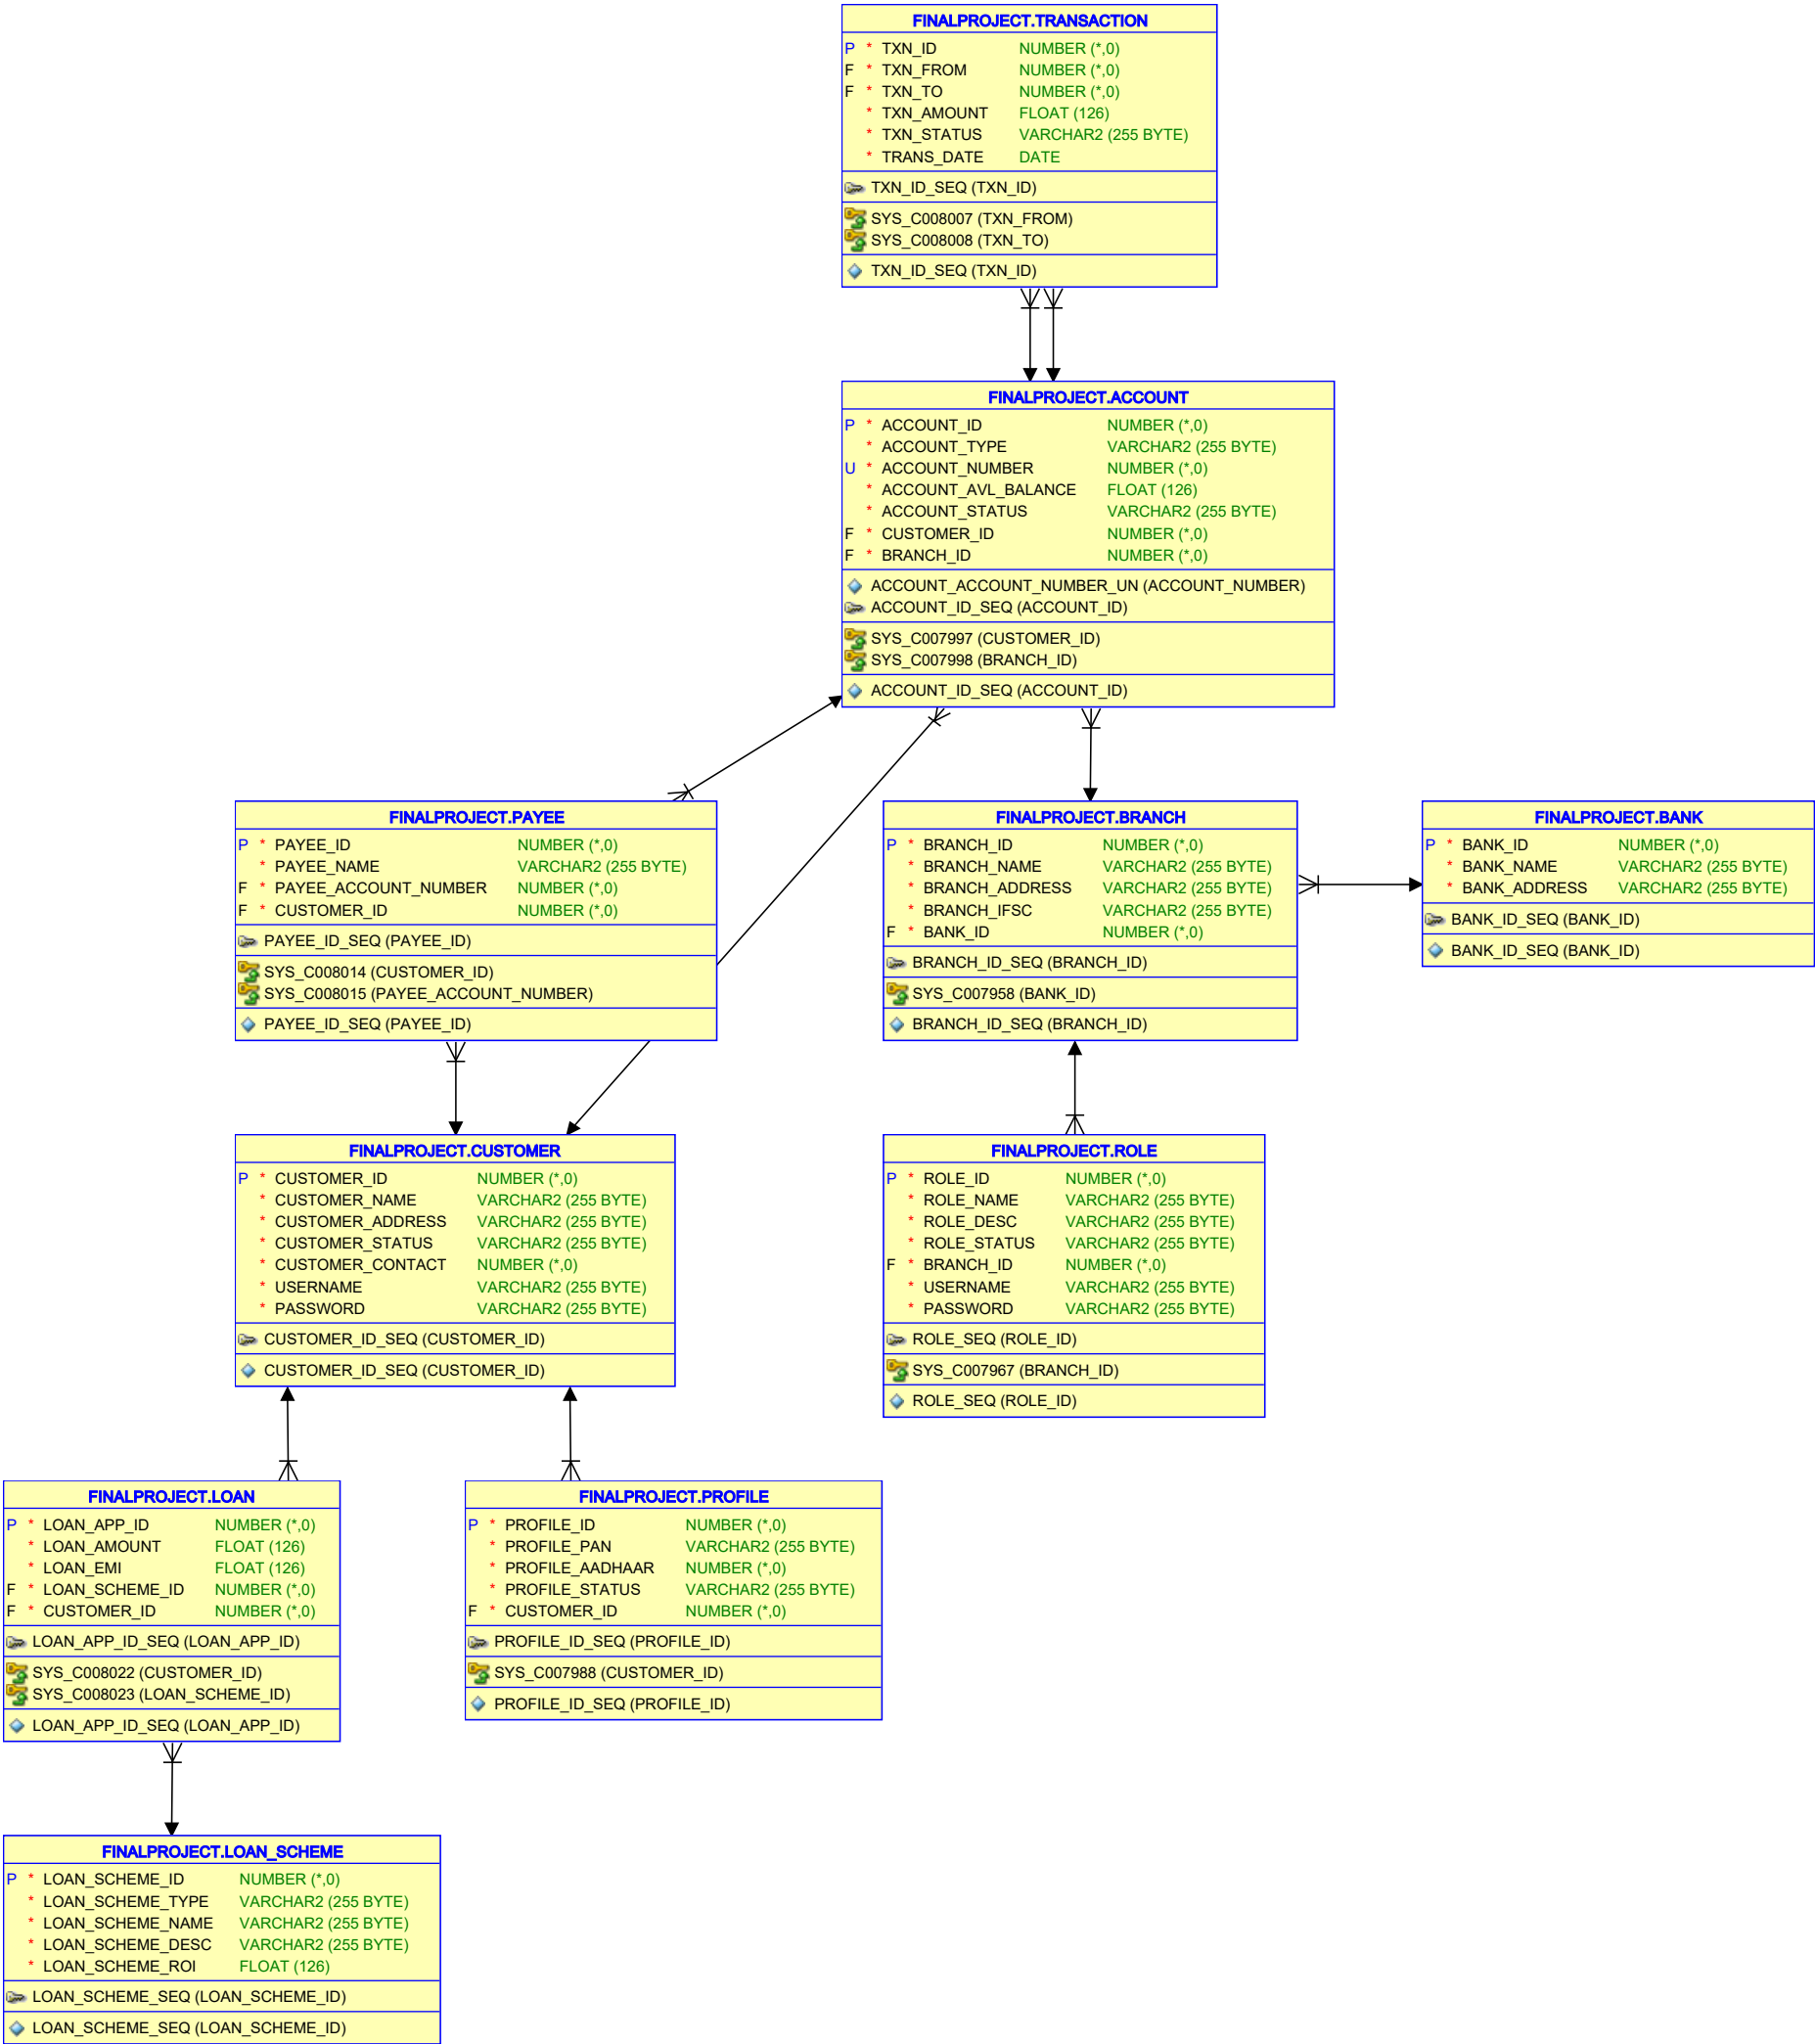 FINALPROJECT.TRANSACTION
P * TXN_ID NUMBER (*,0)
F * TXN_FROM NUMBER (*,0)
F * TXN_TO NUMBER (*,0)
* TXN_AMOUNT FLOAT (126)
* TXN_STATUS VARCHAR2 (255 BYTE)
* TRANS_DATE DATE
TXN_ID_SEQ (TXN_ID)
SYS_C008007 (TXN_FROM)
SYS_C008008 (TXN_TO)
TXN_ID_SEQ (TXN_ID)
FINALPROJECT.ACCOUNT
P * ACCOUNT_ID NUMBER (*,0)
* ACCOUNT_TYPE VARCHAR2 (255 BYTE)
U * ACCOUNT_NUMBER NUMBER (*,0)
* ACCOUNT_AVL_BALANCE FLOAT (126)
* ACCOUNT_STATUS VARCHAR2 (255 BYTE)
F * CUSTOMER_ID NUMBER (*,0)
F * BRANCH_ID NUMBER (*,0)
ACCOUNT_ACCOUNT_NUMBER_UN (ACCOUNT_NUMBER)
ACCOUNT_ID_SEQ (ACCOUNT_ID)
SYS_C007997 (CUSTOMER_ID)
SYS_C007998 (BRANCH_ID)
ACCOUNT_ID_SEQ (ACCOUNT_ID)
FINALPROJECT.PAYEE
P * PAYEE_ID NUMBER (*,0)
* PAYEE_NAME VARCHAR2 (255 BYTE)
F * PAYEE_ACCOUNT_NUMBER NUMBER (*,0)
F * CUSTOMER_ID NUMBER (*,0)
PAYEE_ID_SEQ (PAYEE_ID)
SYS_C008014 (CUSTOMER_ID)
SYS_C008015 (PAYEE_ACCOUNT_NUMBER)
PAYEE_ID_SEQ (PAYEE_ID)
FINALPROJECT.BRANCH
P * BRANCH_ID NUMBER (*,0)
* BRANCH_NAME VARCHAR2 (255 BYTE)
* BRANCH_ADDRESS VARCHAR2 (255 BYTE)
* BRANCH_IFSC VARCHAR2 (255 BYTE)
F * BANK_ID NUMBER (*,0)
BRANCH_ID_SEQ (BRANCH_ID)
SYS_C007958 (BANK_ID)
BRANCH_ID_SEQ (BRANCH_ID)
FINALPROJECT.BANK
P * BANK_ID NUMBER (*,0)
* BANK_NAME VARCHAR2 (255 BYTE)
* BANK_ADDRESS VARCHAR2 (255 BYTE)
BANK_ID_SEQ (BANK_ID)
BANK_ID_SEQ (BANK_ID)
FINALPROJECT.CUSTOMER
P * CUSTOMER_ID NUMBER (*,0)
* CUSTOMER_NAME VARCHAR2 (255 BYTE)
* CUSTOMER_ADDRESS VARCHAR2 (255 BYTE)
* CUSTOMER_STATUS VARCHAR2 (255 BYTE)
* CUSTOMER_CONTACT NUMBER (*,0)
* USERNAME VARCHAR2 (255 BYTE)
* PASSWORD VARCHAR2 (255 BYTE)
CUSTOMER_ID_SEQ (CUSTOMER_ID)
CUSTOMER_ID_SEQ (CUSTOMER_ID)
FINALPROJECT.ROLE
P * ROLE_ID NUMBER (*,0)
* ROLE_NAME VARCHAR2 (255 BYTE)
* ROLE_DESC VARCHAR2 (255 BYTE)
* ROLE_STATUS VARCHAR2 (255 BYTE)
F * BRANCH_ID NUMBER (*,0)
* USERNAME VARCHAR2 (255 BYTE)
* PASSWORD VARCHAR2 (255 BYTE)
ROLE_SEQ (ROLE_ID)
SYS_C007967 (BRANCH_ID)
ROLE_SEQ (ROLE_ID)
FINALPROJECT.LOAN
P * LOAN_APP_ID NUMBER (*,0)
* LOAN_AMOUNT FLOAT (126)
* LOAN_EMI FLOAT (126)
F * LOAN_SCHEME_ID NUMBER (*,0)
F * CUSTOMER_ID NUMBER (*,0)
LOAN_APP_ID_SEQ (LOAN_APP_ID)
SYS_C008022 (CUSTOMER_ID)
SYS_C008023 (LOAN_SCHEME_ID)
LOAN_APP_ID_SEQ (LOAN_APP_ID)
FINALPROJECT.PROFILE
P * PROFILE_ID NUMBER (*,0)
* PROFILE_PAN VARCHAR2 (255 BYTE)
* PROFILE_AADHAAR NUMBER (*,0)
* PROFILE_STATUS VARCHAR2 (255 BYTE)
F * CUSTOMER_ID NUMBER (*,0)
PROFILE_ID_SEQ (PROFILE_ID)
SYS_C007988 (CUSTOMER_ID)
PROFILE_ID_SEQ (PROFILE_ID)
FINALPROJECT.LOAN_SCHEME
P * LOAN_SCHEME_ID NUMBER (*,0)
* LOAN_SCHEME_TYPE VARCHAR2 (255 BYTE)
* LOAN_SCHEME_NAME VARCHAR2 (255 BYTE)
* LOAN_SCHEME_DESC VARCHAR2 (255 BYTE)
* LOAN_SCHEME_ROI FLOAT (126)
LOAN_SCHEME_SEQ (LOAN_SCHEME_ID)
LOAN_SCHEME_SEQ (LOAN_SCHEME_ID)